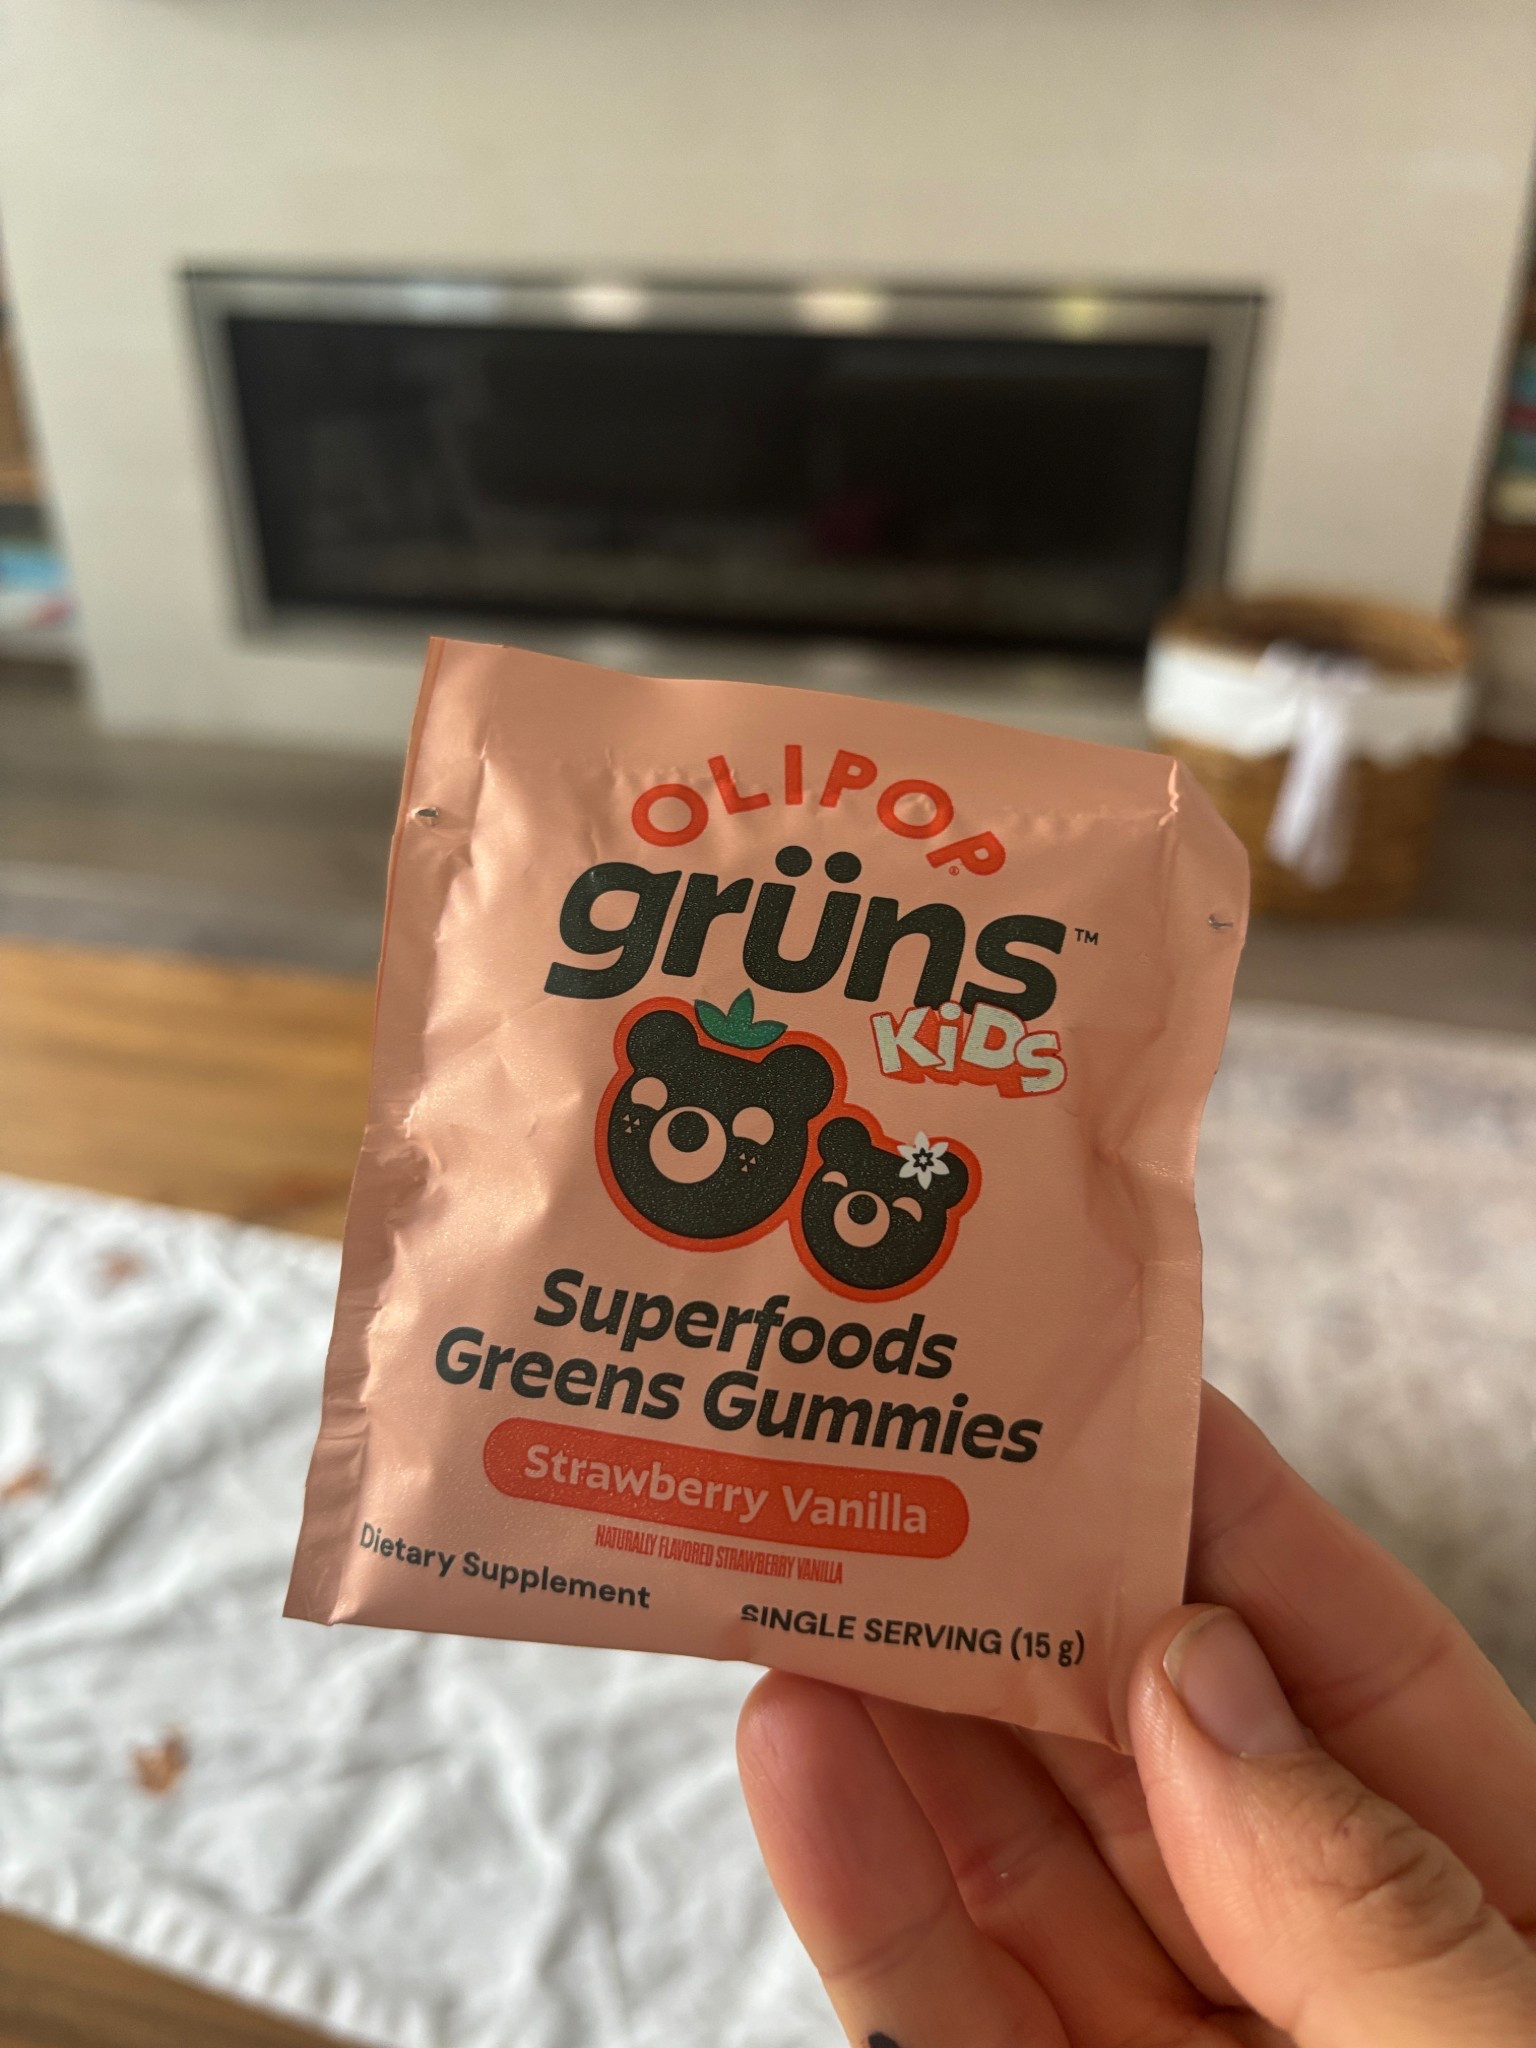 OLIPOP®
grüns™
KiDS
Superfoods
Greens Gummies
Strawberry Vanilla
NATURALLY FLAVORED STRAWBERRY VANILLA
Dietary Supplement
SINGLE SERVING (15 g)